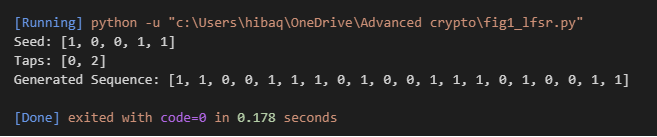 [Running] python -u "c:\Users\hibaq\OneDrive\Advanced crypto\fig1_lfsr.py"
Seed: [1, 0, 0, 1, 1]
Taps: [0, 2]
Generated Sequence: [1, 1, 0, 0, 1, 1, 1, 0, 1, 0, 0, 1, 1, 1, 0, 1, 0, 0, 1, 1]
[Done] exited with code=0 in 0.178 seconds